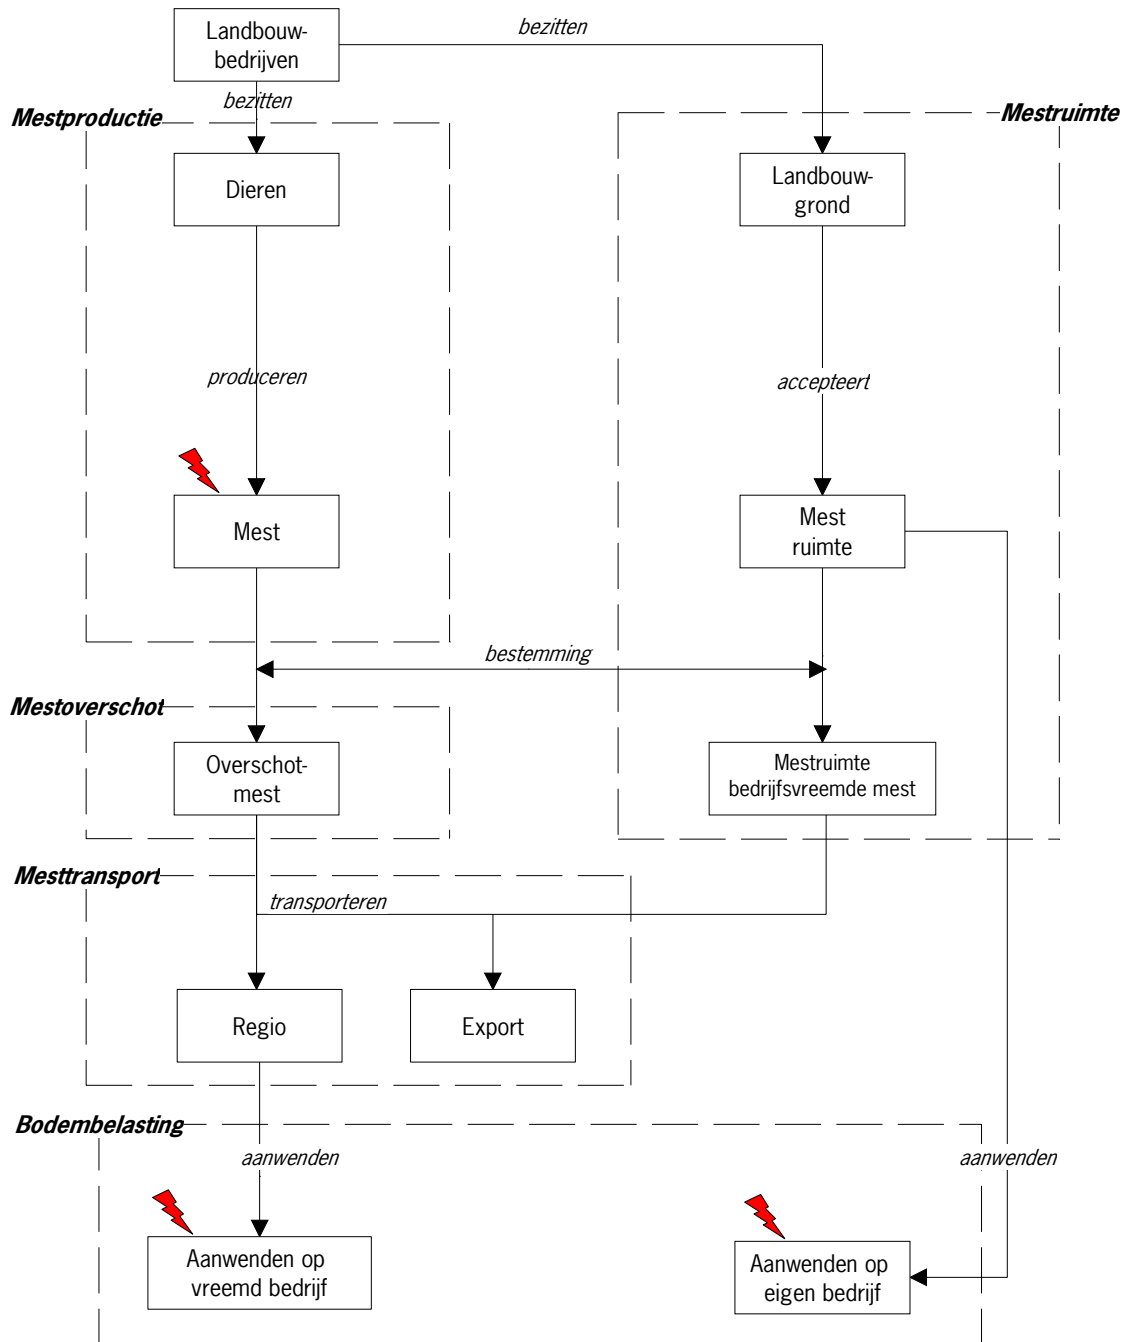 Landbouw-
bedrijven
bezitten
bezitten
Mestproductie
Mestruimte
Dieren
Landbouw-
grond
produceren
accepteert
Mest
Mest
ruimte
bestemming
Mestoverschot
Overschot-
mest
Mestruimte
bedrijfsvreemde mest
Mesttransport
transporteren
Regio
Export
Bodembelasting
aanwenden
aanwenden
Aanwenden op
vreemd bedrijf
Aanwenden op
eigen bedrijf